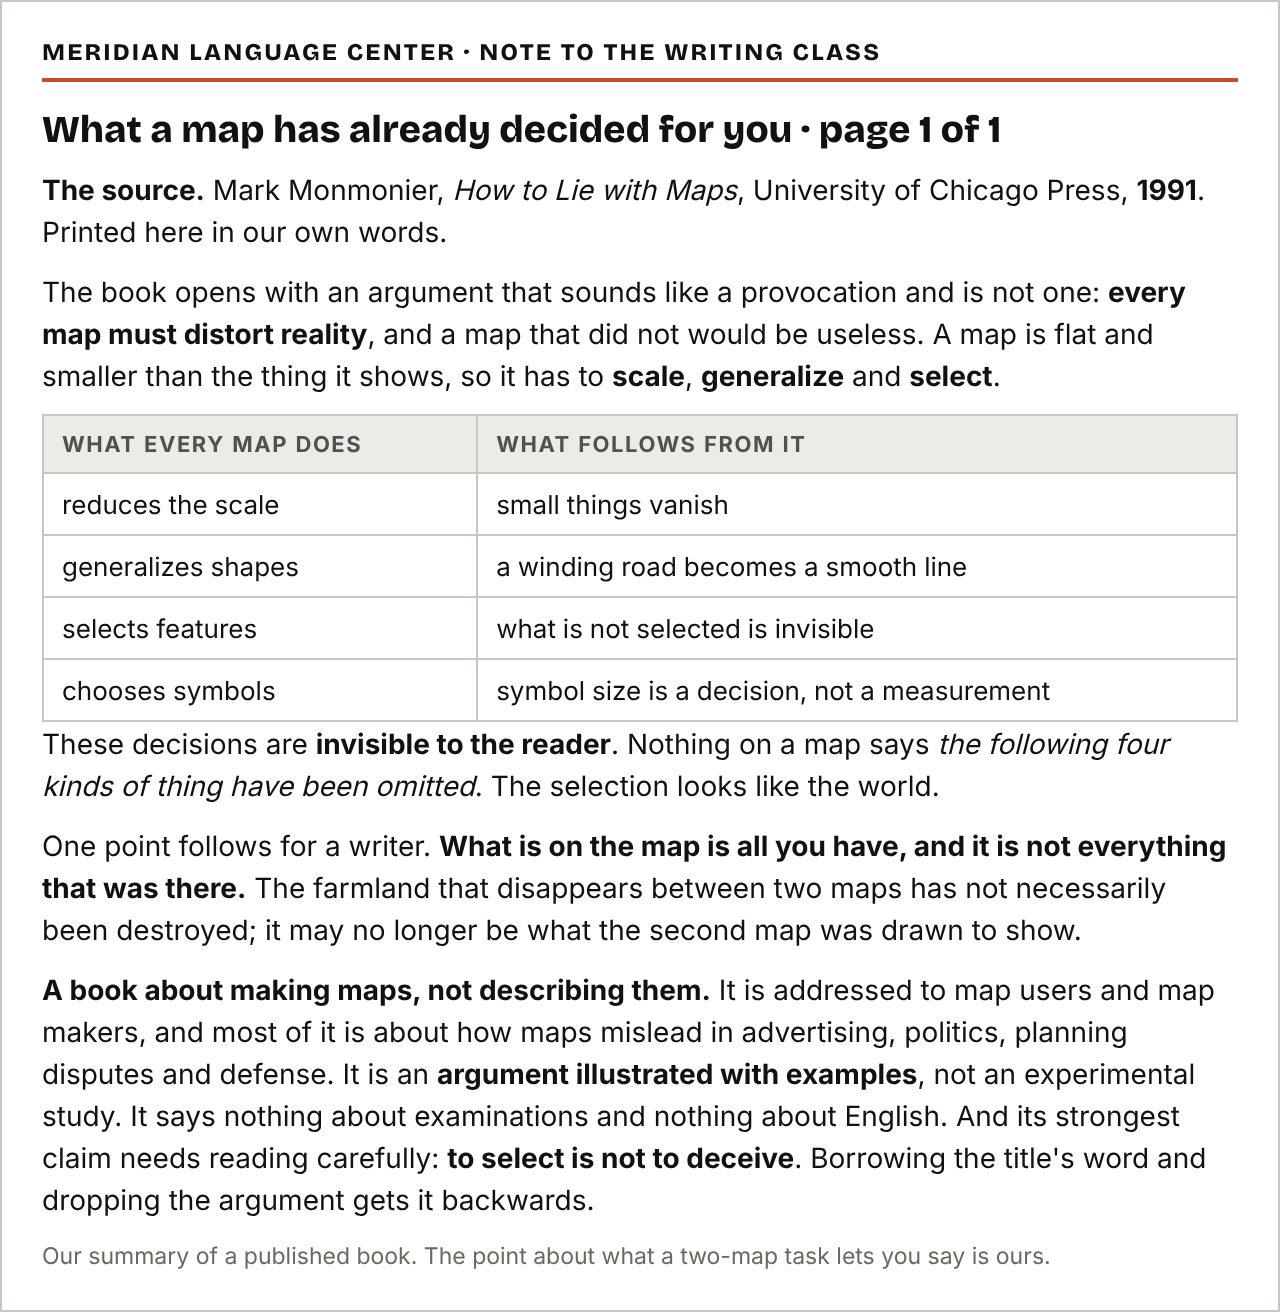 MERIDIAN LANGUAGE CENTER · NOTE TO THE WRITING CLASS
What a map has already decided for you · page 1 of 1
The source. Mark Monmonier, How to Lie with Maps, University of Chicago Press, 1991.
Printed here in our own words.
The book opens with an argument that sounds like a provocation and is not one: every
map must distort reality, and a map that did not would be useless. A map is flat and
smaller than the thing it shows, so it has to scale, generalize and select.
WHAT EVERY MAP DOES WHAT FOLLOWS FROM IT
reduces the scale small things vanish
generalizes shapes a winding road becomes a smooth line
selects features what is not selected is invisible
chooses symbols symbol size is a decision, not a measurement
These decisions are invisible to the reader. Nothing on a map says the following four
kinds of thing have been omitted. The selection looks like the world.
One point follows for a writer. What is on the map is all you have, and it is not everything
that was there. The farmland that disappears between two maps has not necessarily
been destroyed; it may no longer be what the second map was drawn to show.
A book about making maps, not describing them. It is addressed to map users and map
makers, and most of it is about how maps mislead in advertising, politics, planning
disputes and defense. It is an argument illustrated with examples, not an experimental
study. It says nothing about examinations and nothing about English. And its strongest
claim needs reading carefully: to select is not to deceive. Borrowing the title's word and
dropping the argument gets it backwards.
Our summary of a published book. The point about what a two-map task lets you say is ours.